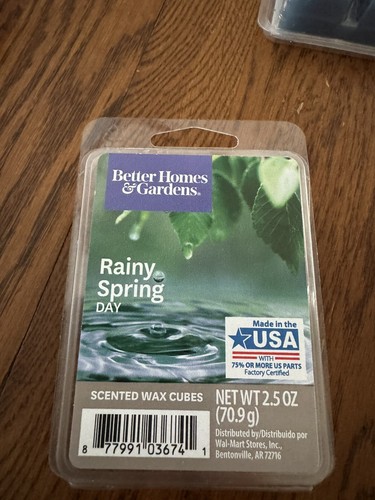 Better Homes
& Gardens®
Rainy
Spring
DAY
Made in the
USA
WITH
75% OR MORE US PARTS
Factory Certified
SCENTED WAX CUBES
NET WT 2.5 OZ
(70.9 g)
Distributed by/Distribuido por
Wal-Mart Stores, Inc.,
Bentonville, AR 72716
8 77991 03674 1